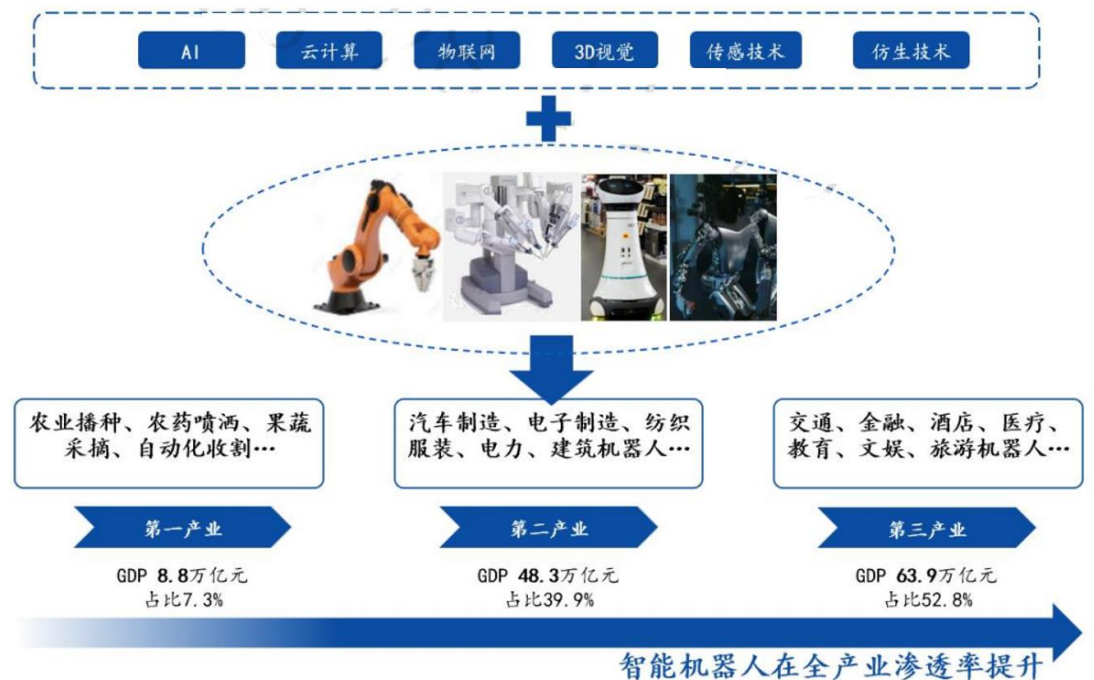 AI 云计算 物联网 3D视觉 传感技术 仿生技术
农业播种、农药喷洒、果蔬
采摘、自动化收割…
汽车制造、电子制造、纺织
服装、电力、建筑机器人…
交通、金融、酒店、医疗、
教育、文娱、旅游机器人…
第一产业
第二产业
第三产业
GDP 8.8万亿元
占比7.3%
GDP 48.3万亿元
占比39.9%
GDP 63.9万亿元
占比52.8%
智能机器人在全产业渗透率提升